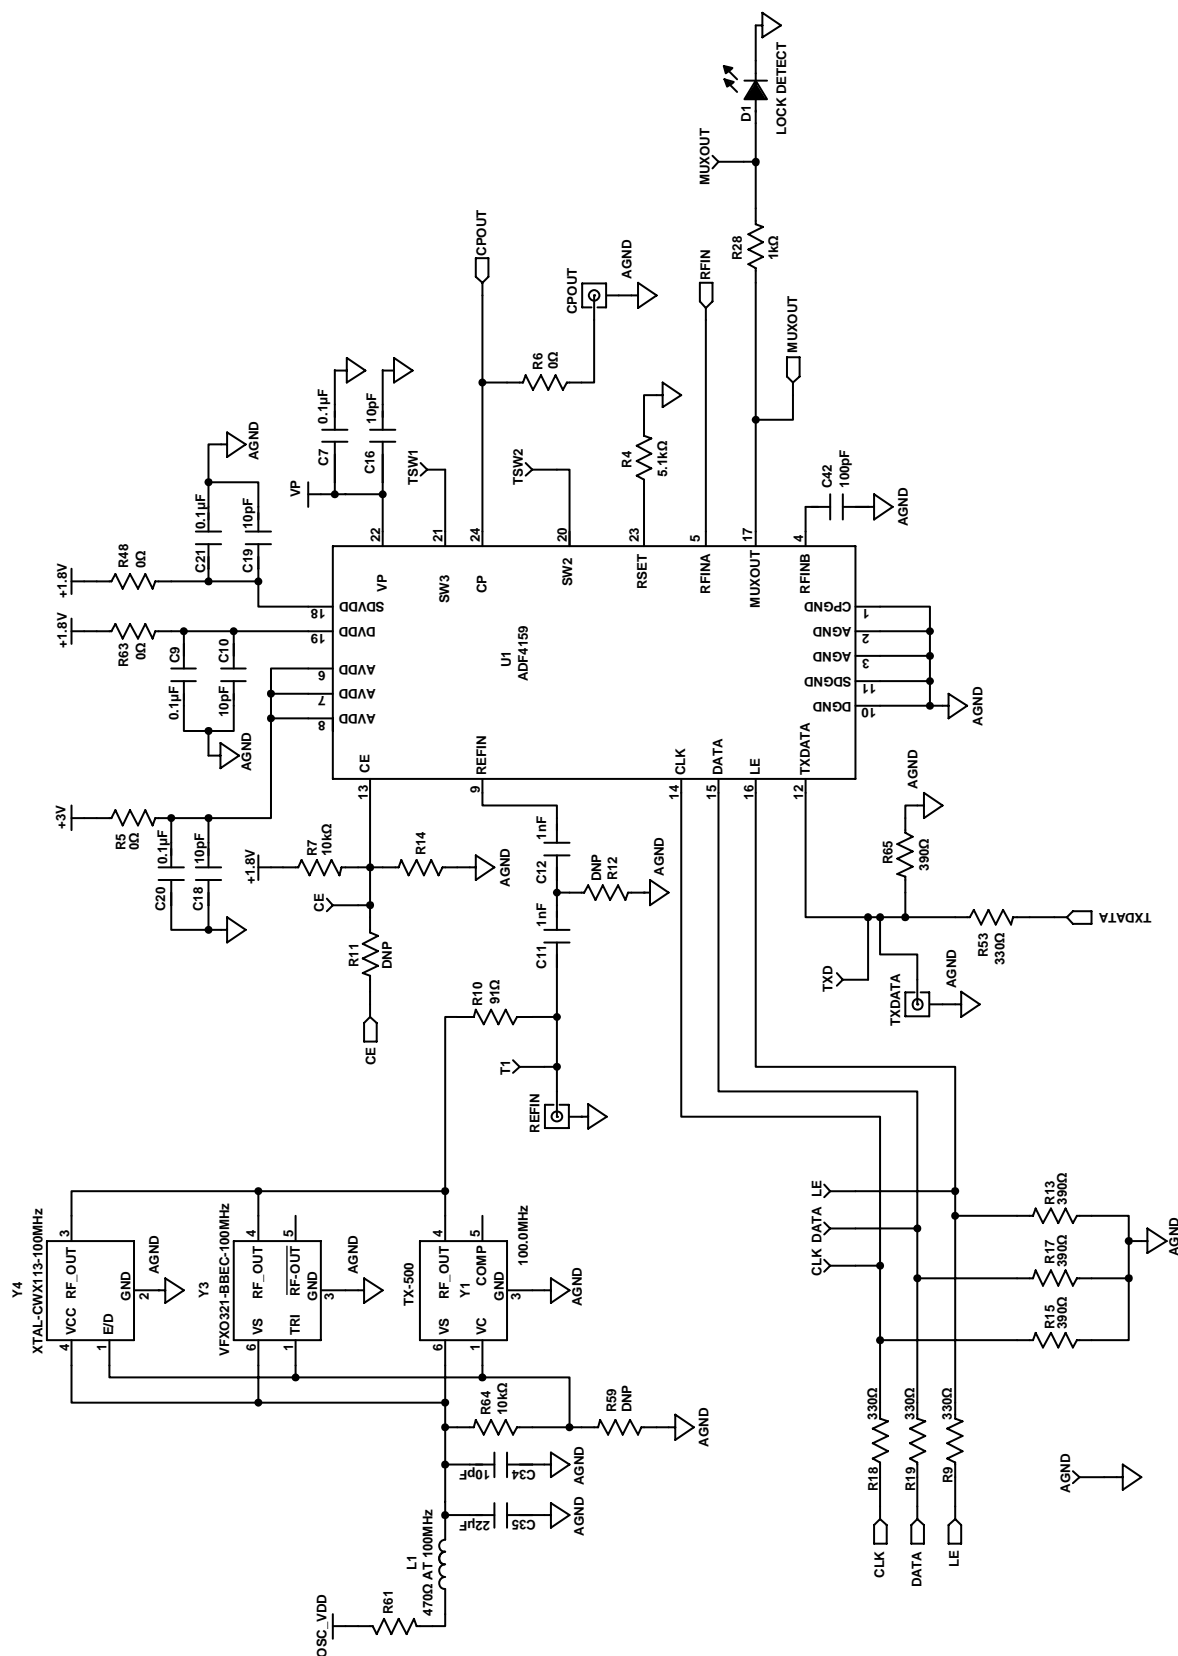 LOCK DETECT
D1
MUXOUT
R28
1kΩ
MUXOUT
RFIN
CPOUT
CPOUT
AGND
R6
0Ω
R4
5.1kΩ
C42
100pF
AGND
0.1µF
C7
10pF
C16
VP
TSW1
TSW2
AGND
0.1µF
C21
10pF
C19
+1.8V
R48
0Ω
+1.8V
R63
0Ω
C9
0.1µF
C10
10pF
AGND
+3V
R5
0Ω
0.1µF
C20
10pF
C18
22
VP
21
SW3
24
CP
20
SW2
23
RSET
5
RFINA
17
MUXOUT
4
RFINB
18
SDVDD
19
DVDD
6
AVDD
7
AVDD
8
AVDD
U1
ADF4159
CPGND
1
AGND
2
AGND
3
SDGND
11
DGND
10
AGND
CE
13
REFIN
9
CLK
14
DATA
15
LE
16
TXDATA
12
+1.8V
R7
10kΩ
R14
AGND
CE
R11
DNP
CE
1nF
C12
DNP
R12
AGND
1nF
C11
R10
91Ω
T1
REFIN
AGND
R65
390Ω
R53
330Ω
TXDATA
TXD
TXDATA
AGND
Y4
XTAL-CWX113-100MHz
3
RF_OUT
VCC
4
E/D
1
GND
2
AGND
Y3
VFXO321-BBEC-100MHz
4
RF_OUT
5
RF-OUT
VS
6
TRI
1
GND
3
AGND
TX-500
4
RF_OUT
Y1
5
COMP
100.0MHz
VS
6
VC
1
GND
3
AGND
R64
10kΩ
R59
DNP
AGND
10pF
C34
AGND
22µF
C35
AGND
L1
470Ω AT 100MHz
R61
OSC_VDD
LE
DATA
CLK
R13
390Ω
R17
390Ω
R15
390Ω
AGND
330Ω
R18
330Ω
R19
330Ω
R9
CLK
DATA
LE
AGND